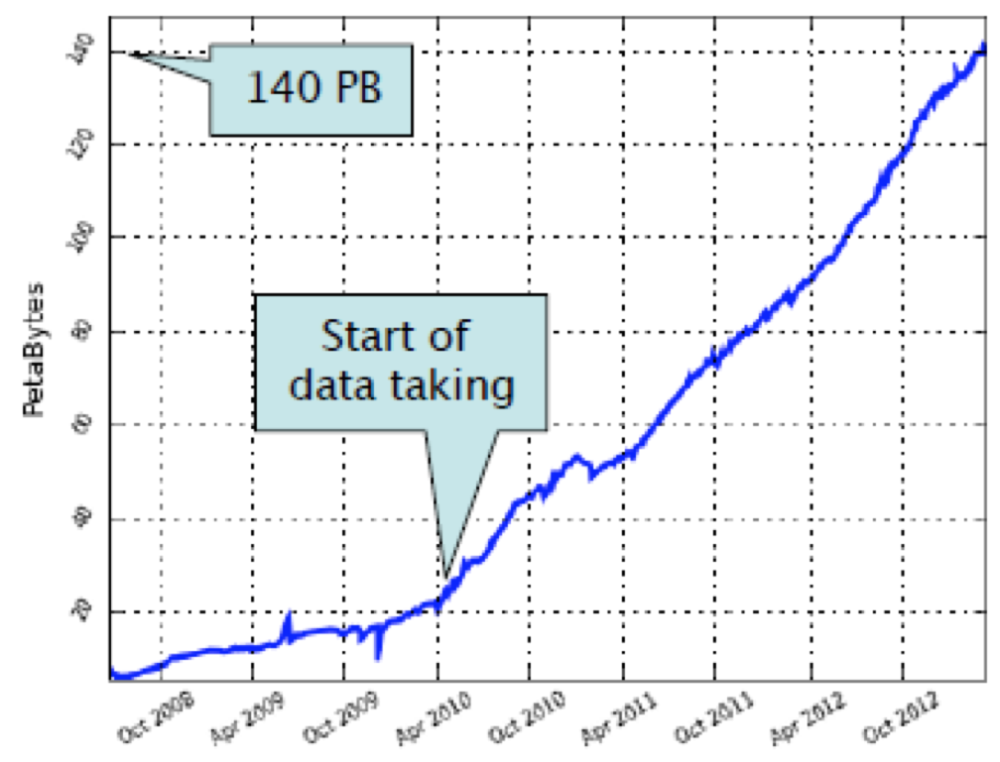 140
140 PB
120
100
Start of
data taking
80
60
40
20
PetaBytes
Oct 2008
Apr 2009
Oct 2009
Apr 2010
Oct 2010
Apr 2011
Oct 2011
Apr 2012
Oct 2012